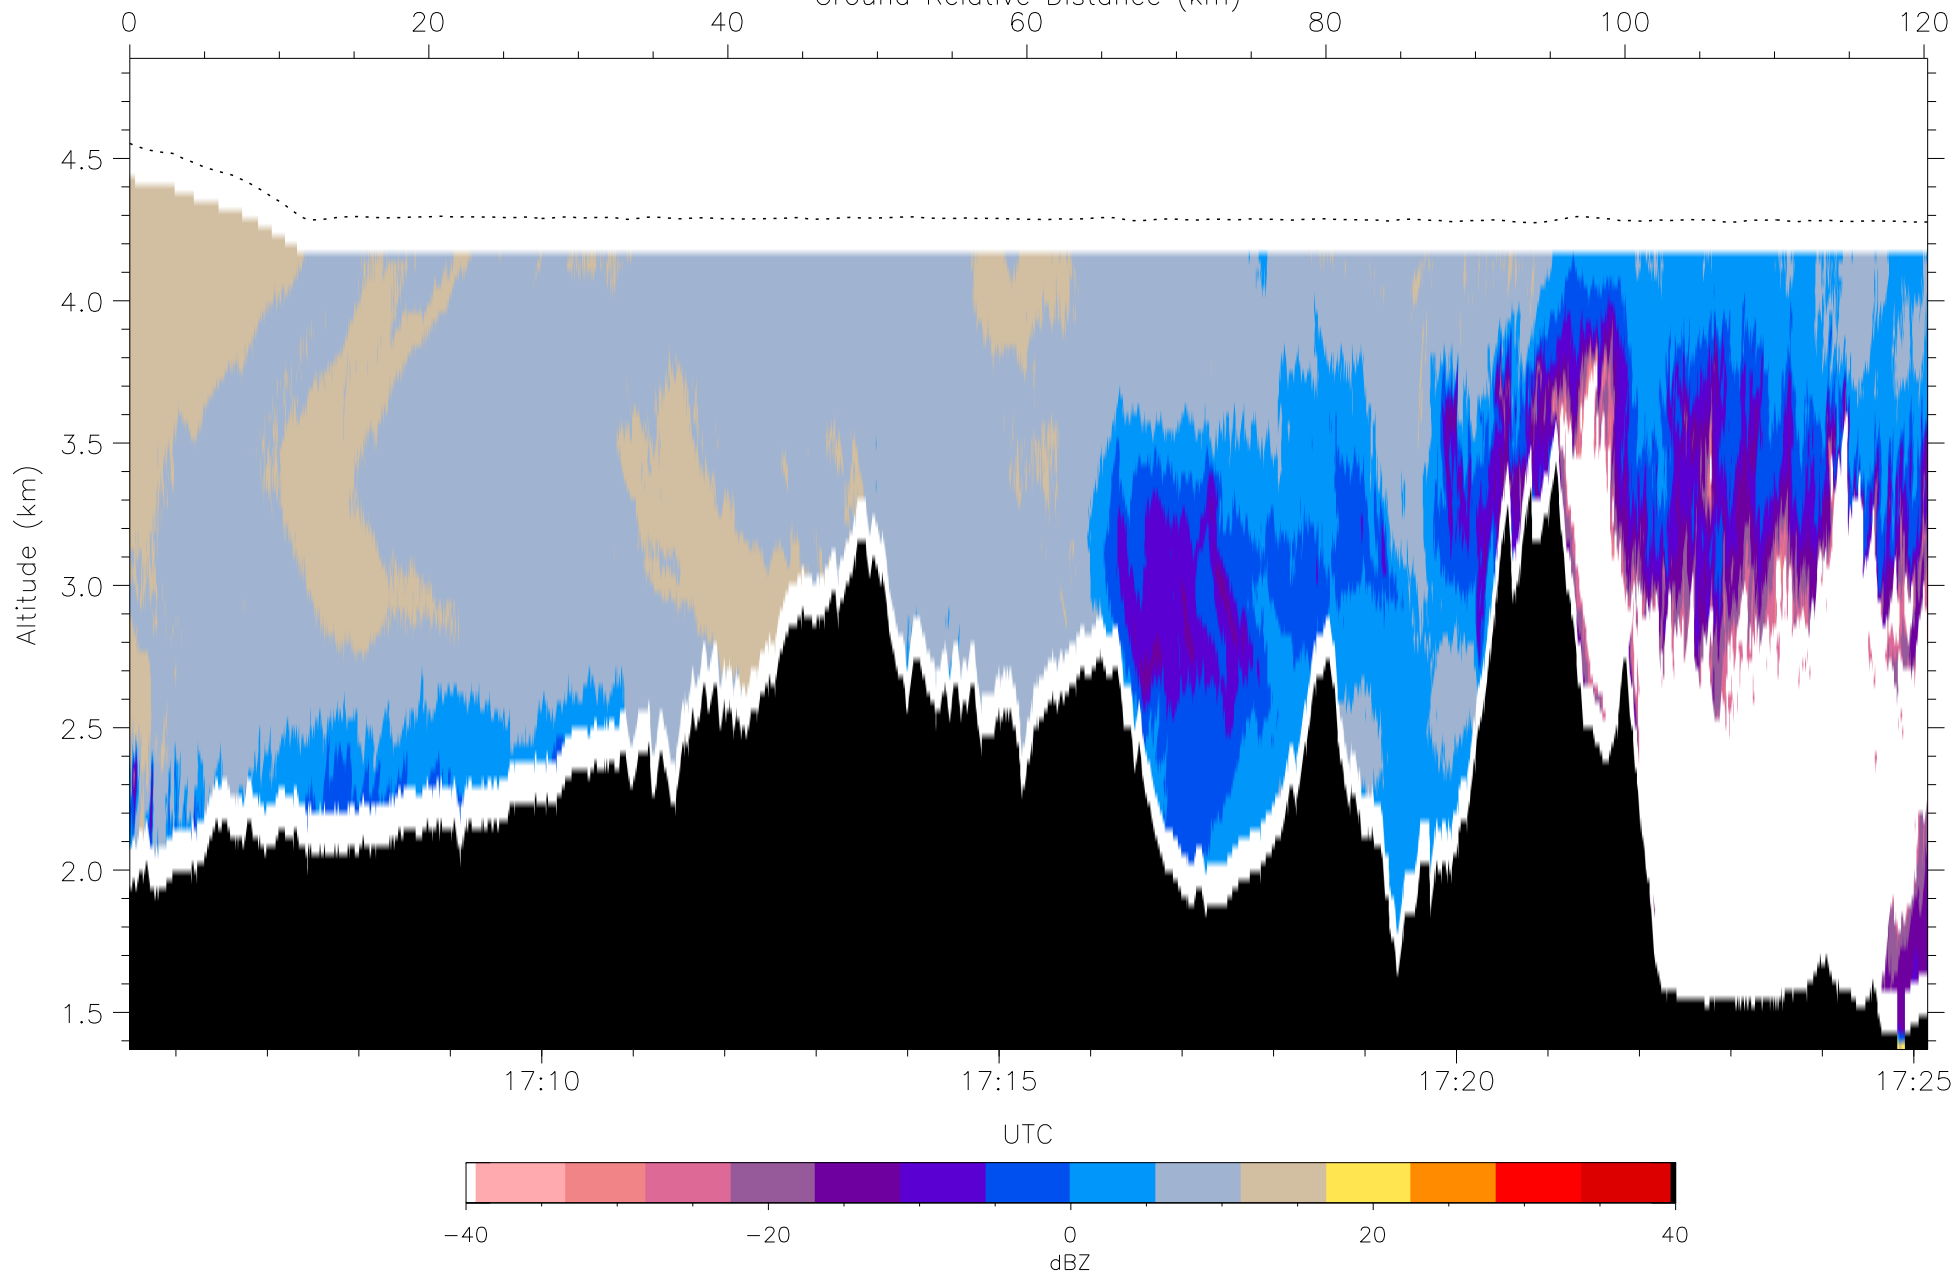 Ground Relative Distance (km)
0 20 40 60 80 100 120
4.5
4.0
3.5
3.0
2.5
2.0
1.5
Altitude (km)
17:10 17:15 17:20 17:25
UTC
−40 −20 0 20 40
dBZ